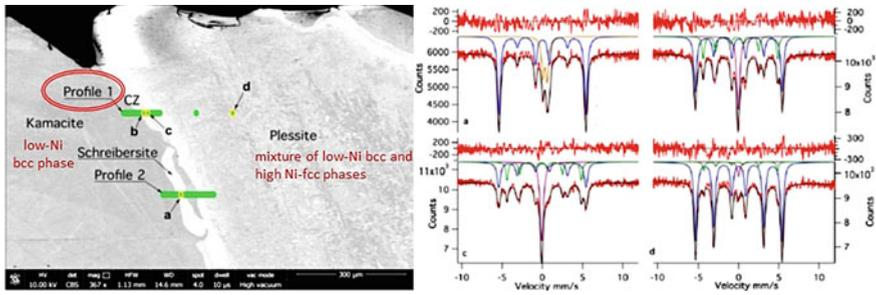 Profile 1
CZ
d
Kamacite
b
c
low-Ni
bcc phase
Plessite
Schreibersite
mixture of low-Ni bcc and
high Ni-fcc phases
Profile 2
a
HV det mag HFW WD spot dwell vac mode
10.00 kV CBS 367 x 1.13 mm 14.6 mm 4.0 10 µs High vacuum
300 µm
200
0
-200
6000
5500
5000
4500
4000
Counts
a
200
0
-200
10x10³
9
8
Counts
b
200
0
-200
11x10³
10
9
8
7
Counts
c
-10 -5 0 5 10
Velocity mm/s
300
0
-300
10x10³
9
8
7
Counts
d
-10 -5 0 5 10
Velocity mm/s